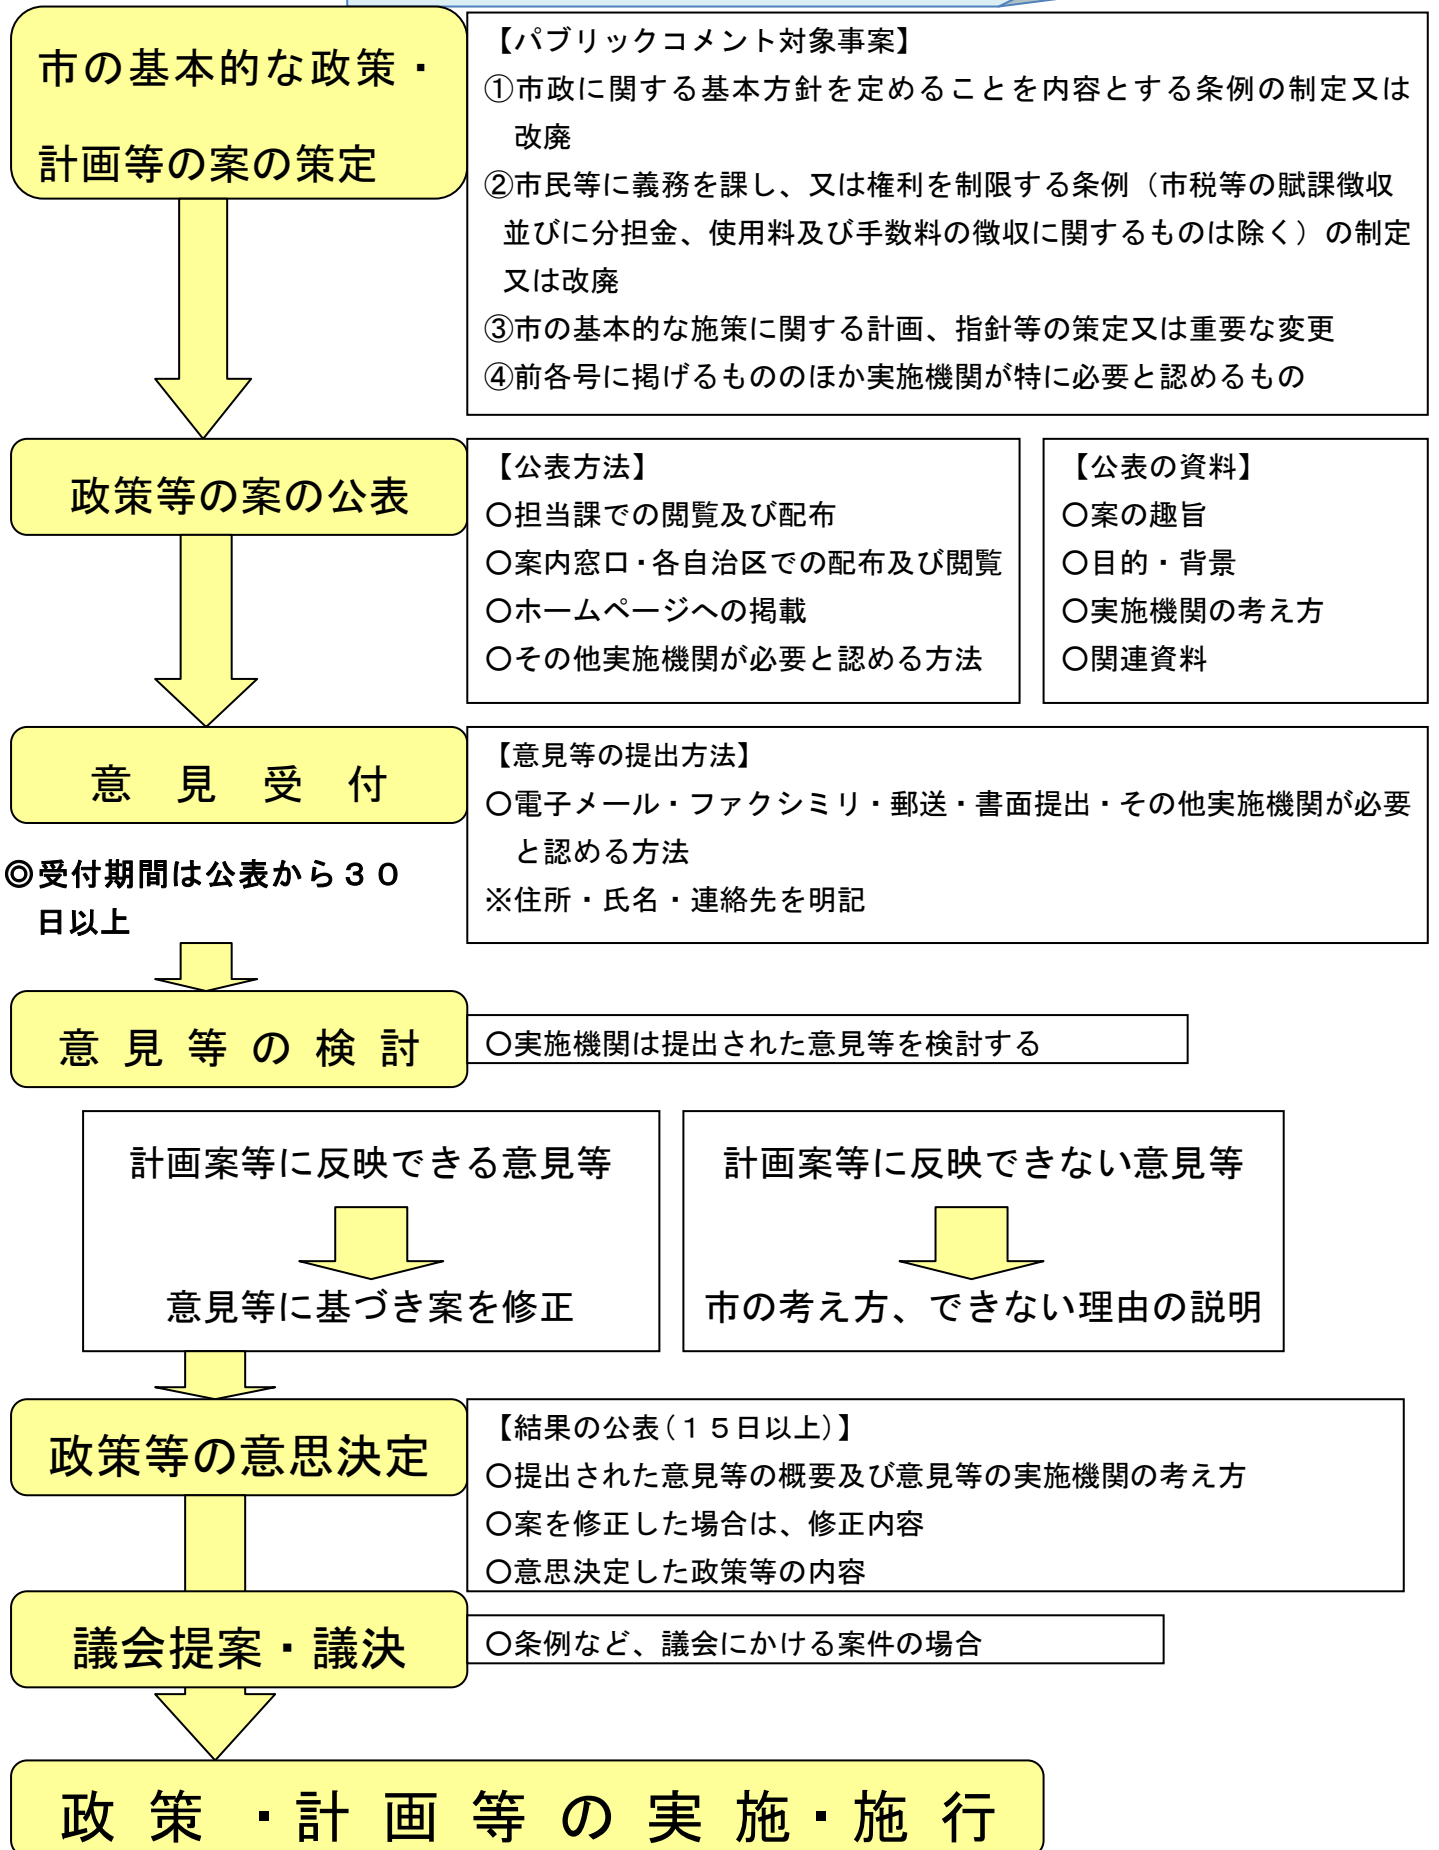 市の基本的な政策・
計画等の案の策定
【パブリックコメント対象事案】
①市政に関する基本方針を定めることを内容とする条例の制定又は
改廃
②市民等に義務を課し、又は権利を制限する条例（市税等の賦課徴収
並びに分担金、使用料及び手数料の徴収に関するものは除く）の制定
又は改廃
③市の基本的な施策に関する計画、指針等の策定又は重要な変更
④前各号に掲げるもののほか実施機関が特に必要と認めるもの
政策等の案の公表
【公表方法】
〇担当課での閲覧及び配布
〇案内窓口・各自治区での配布及び閲覧
〇ホームページへの掲載
〇その他実施機関が必要と認める方法
【公表の資料】
〇案の趣旨
〇目的・背景
〇実施機関の考え方
〇関連資料
意 見 受 付
◎受付期間は公表から３０
日以上
【意見等の提出方法】
〇電子メール・ファクシミリ・郵送・書面提出・その他実施機関が必要
と認める方法
※住所・氏名・連絡先を明記
意 見 等 の 検 討
〇実施機関は提出された意見等を検討する
計画案等に反映できる意見等
意見等に基づき案を修正
計画案等に反映できない意見等
市の考え方、できない理由の説明
政策等の意思決定
【結果の公表（１５日以上）】
〇提出された意見等の概要及び意見等の実施機関の考え方
〇案を修正した場合は、修正内容
〇意思決定した政策等の内容
議会提案・議決
〇条例など、議会にかける案件の場合
政 策 ・計 画 等 の 実 施・施 行